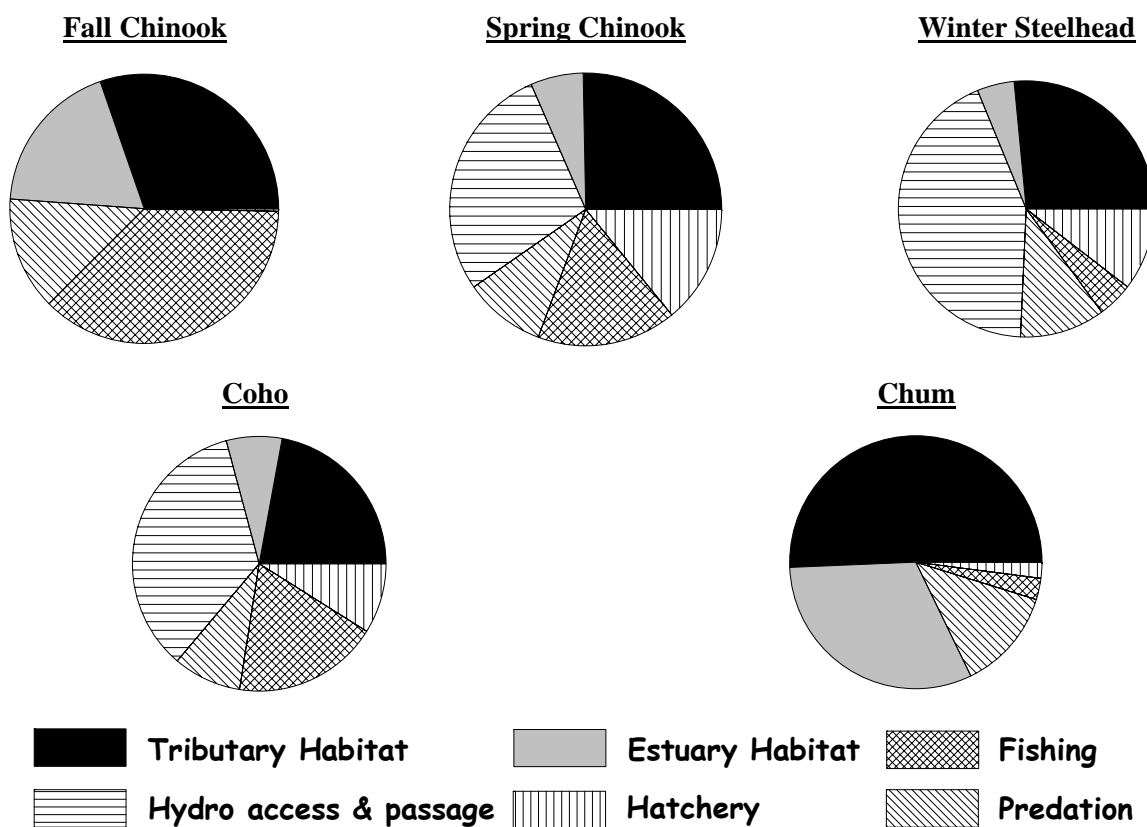 Fall Chinook
Spring Chinook
Winter Steelhead
Coho
Chum
Tributary Habitat
Estuary Habitat
Fishing
Hydro access & passage
Hatchery
Predation